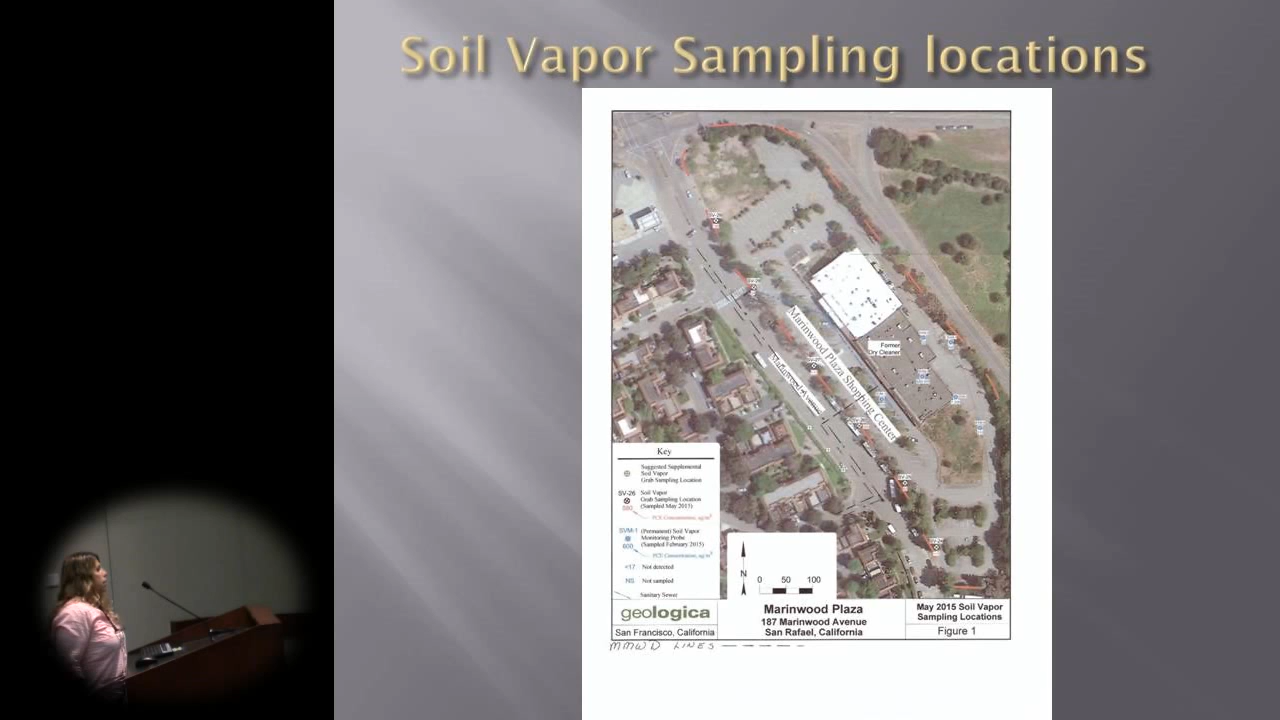 Soil Vapor Sampling locations
Former
Dry Cleaner
Marinwood Plaza Shopping Center
Marinwood Avenue
Key
Suggested Supplemental
Soil Vapor
Grab Sampling Location
SV-26
Soil Vapor
Grab Sampling Location
(Sampled May 2015)
580
PCE Concentration, ug/m³
SVM-1
(Permanent) Soil Vapor
Monitoring Probe
(Sampled February 2015)
600
PCE Concentration, ug/m³
<17 Not detected
NS Not sampled
Sanitary Sewer
N
0 50 100
geologica
San Francisco, California
Marinwood Plaza
187 Marinwood Avenue
San Rafael, California
May 2015 Soil Vapor
Sampling Locations
Figure 1
MMWD LINES